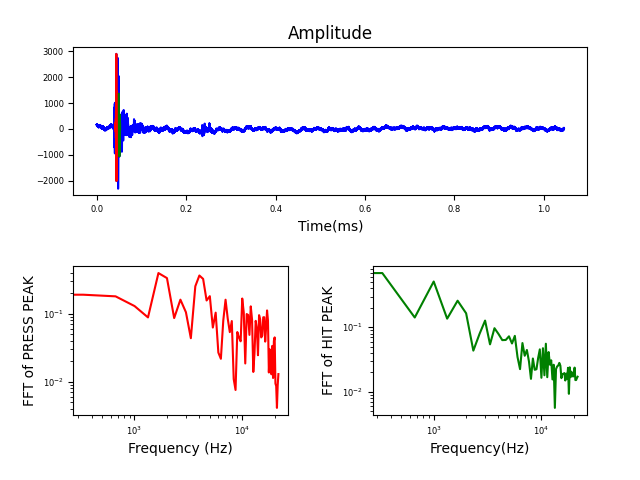 Amplitude
3000
2000
1000
0
−1000
−2000
0.0 0.2 0.4 0.6 0.8 1.0
Time(ms)
FFT of PRESS PEAK
10⁻¹
10⁻²
10³ 10⁴
Frequency (Hz)
FFT of HIT PEAK
10⁻¹
10⁻²
10³ 10⁴
Frequency(Hz)